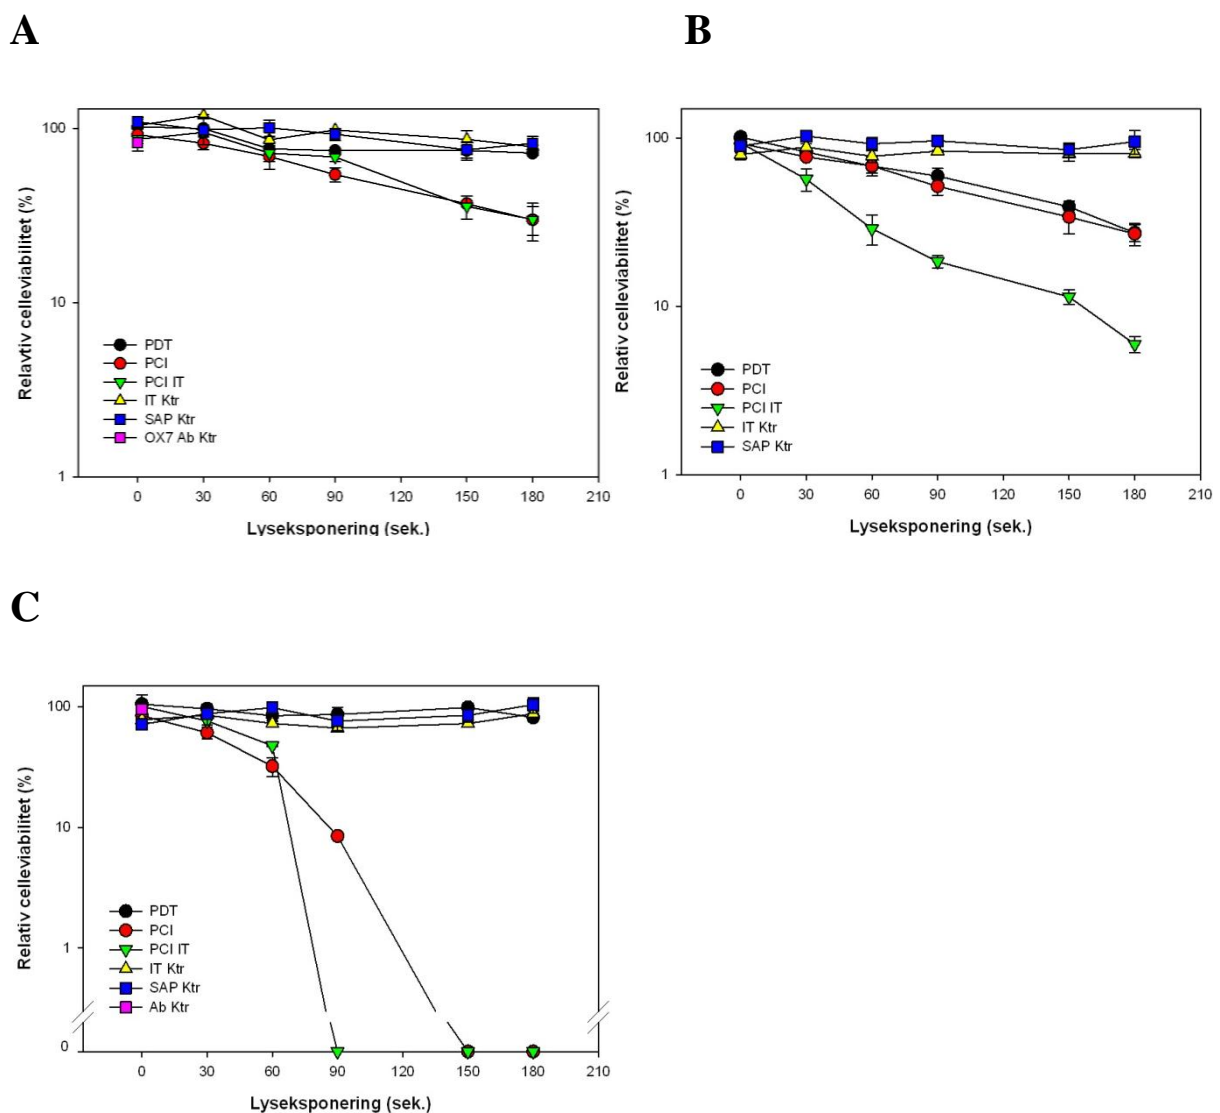 A
Relavtiv celleviabilitet (%)
100
10
1
PDT
PCI
PCI IT
IT Ktr
SAP Ktr
OX7 Ab Ktr
0 30 60 90 120 150 180 210
Lyseksponering (sek.)
B
Relativ celleviabilitet (%)
100
10
1
PDT
PCI
PCI IT
IT Ktr
SAP Ktr
0 30 60 90 120 150 180 210
Lyseksponering (sek.)
C
Relativ celleviabilitet (%)
100
10
1
0
PDT
PCI
PCI IT
IT Ktr
SAP Ktr
Ab Ktr
0 30 60 90 120 150 180 210
Lyseksponering (sek.)